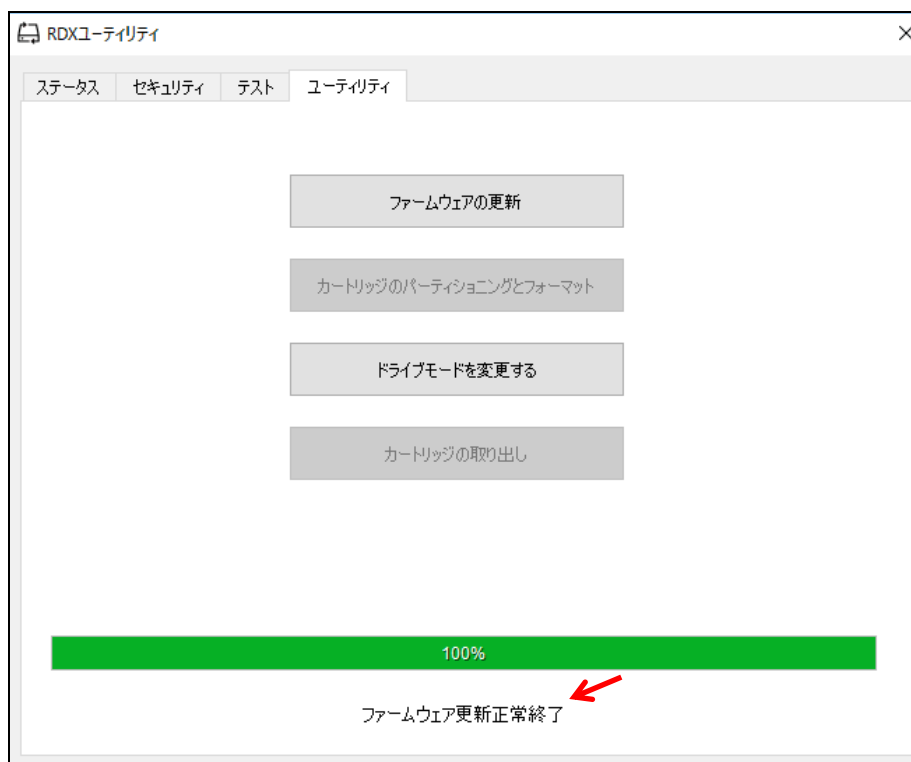 RDXユーティリティ
ステータス セキュリティ テスト ユーティリティ
ファームウェアの更新
カートリッジのパーティショニングとフォーマット
ドライブモードを変更する
カートリッジの取り出し
100%
ファームウェア更新正常終了